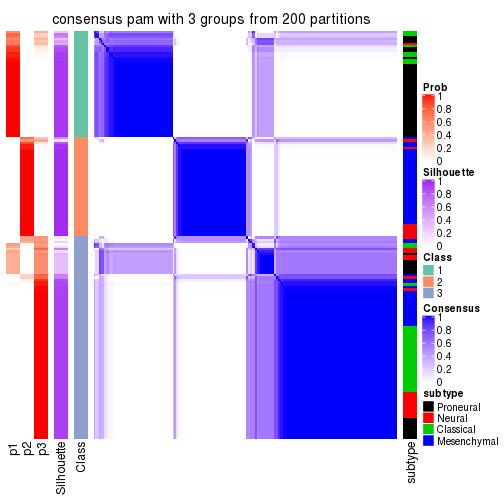 consensus pam with 3 groups from 200 partitions
Prob
1
0.8
0.6
0.4
0.2
0
Silhouette
1
0.8
0.6
0.4
0.2
0
Class
1
2
3
Consensus
1
0.8
0.6
0.4
0.2
0
subtype
Proneural
Neural
Classical
Mesenchymal
p1
p2
p3
Silhouette
Class
subtype